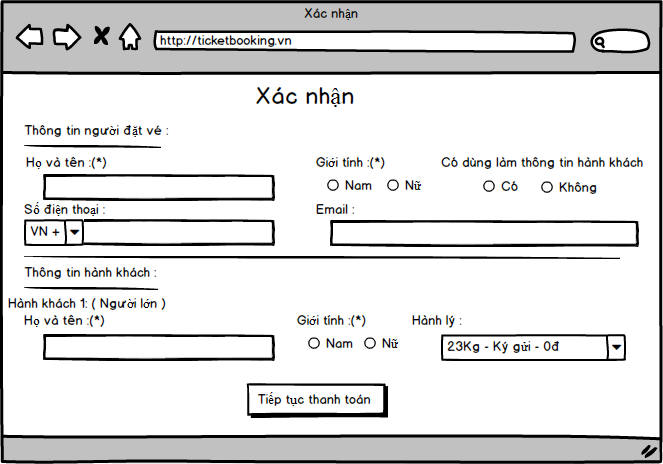 Xác nhận
http://ticketbooking.vn
Xác nhận
Thông tin người đặt vé :
Họ và tên :(*) Giới tính :(*) Có dùng làm thông tin hành khách
Nam Nữ Có Không
Số điện thoại : Email :
VN +
Thông tin hành khách :
Hành khách 1: ( Người lớn )
Họ và tên :(*) Giới tính :(*) Hành lý :
Nam Nữ 23Kg - Ký gửi - 0đ
Tiếp tục thanh toán